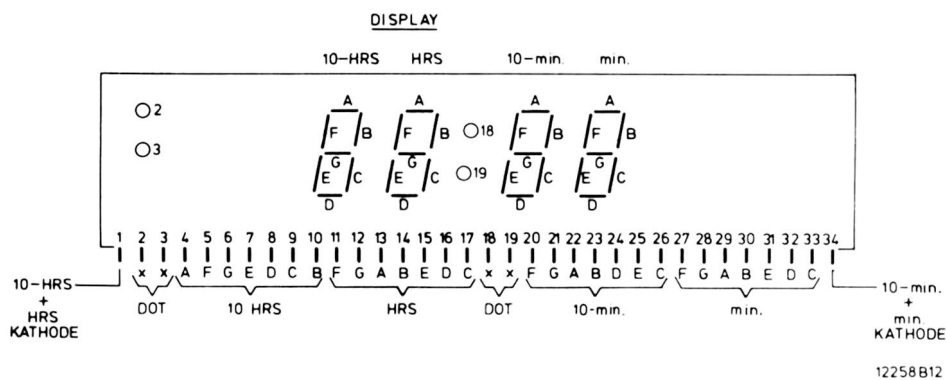 DISPLAY
10-HRS HRS 10-min. min.
A A A A
2 F B F B 18 F B F B
3 G G G G
E C E C 19 E C E C
D D D D
1 2 3 4 5 6 7 8 9 10 11 12 13 14 15 16 17 18 19 20 21 22 23 24 25 26 27 28 29 30 31 32 33 34
x x A F G E D C B F G A B E D C x x F G A B D E C F G A B E D C
10-HRS
+
HRS
KATHODE
DOT 10 HRS HRS DOT 10-min. min.
10-min.
+
min.
KATHODE
12258B12